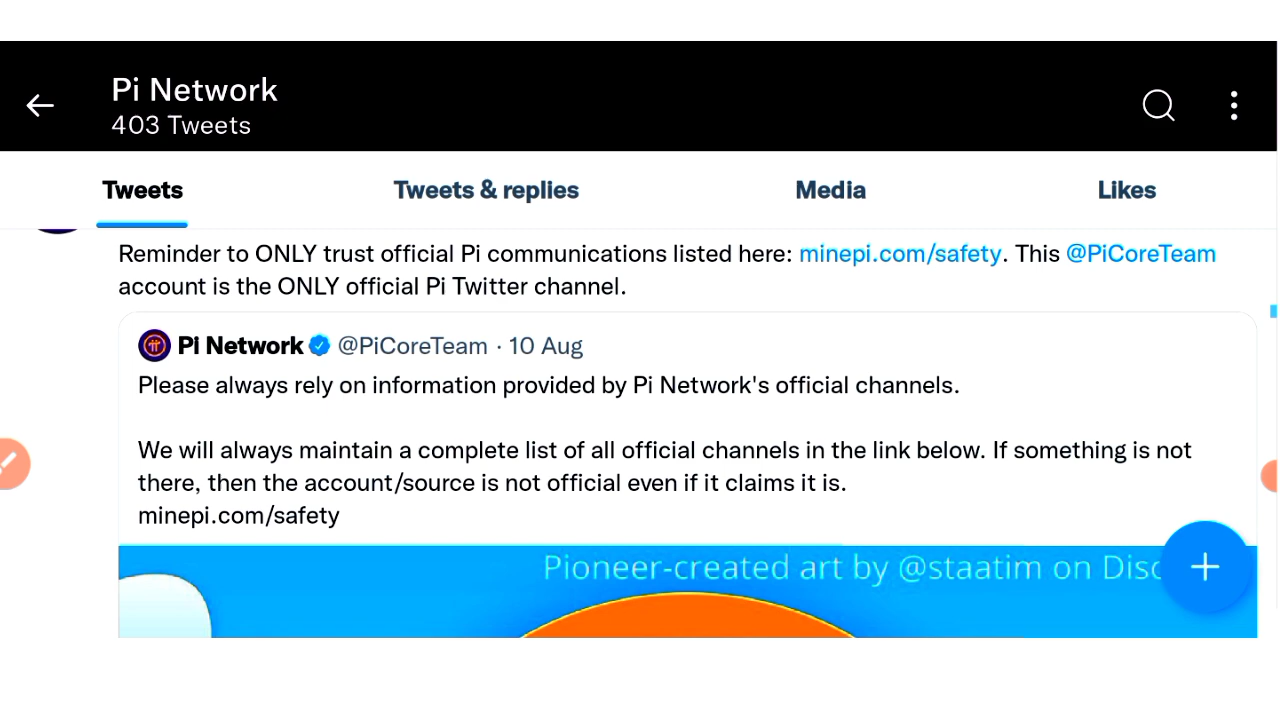 Pi Network
403 Tweets
Tweets Tweets & replies Media Likes
Reminder to ONLY trust official Pi communications listed here: minepi.com/safety. This @PiCoreTeam
account is the ONLY official Pi Twitter channel.
Pi Network @PiCoreTeam · 10 Aug
Please always rely on information provided by Pi Network's official channels.
We will always maintain a complete list of all official channels in the link below. If something is not
there, then the account/source is not official even if it claims it is.
minepi.com/safety
Pioneer-created art by @staatim on